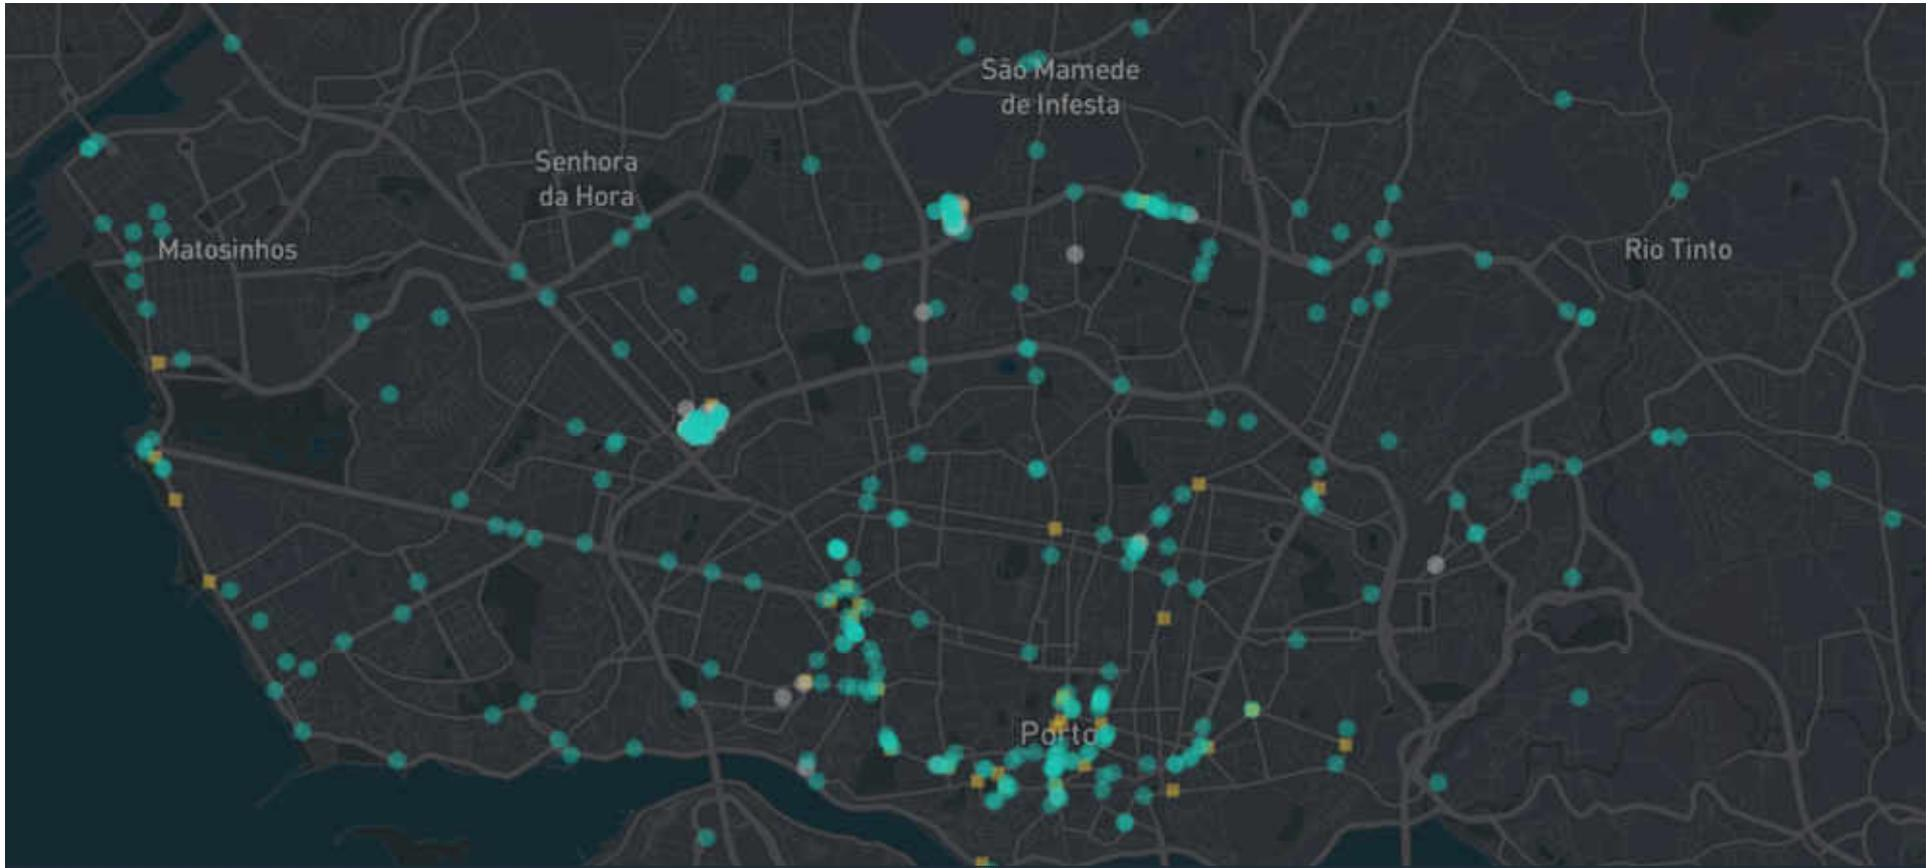 São Mamede
de Infesta
Senhora
da Hora
Matosinhos
Rio Tinto
Porto